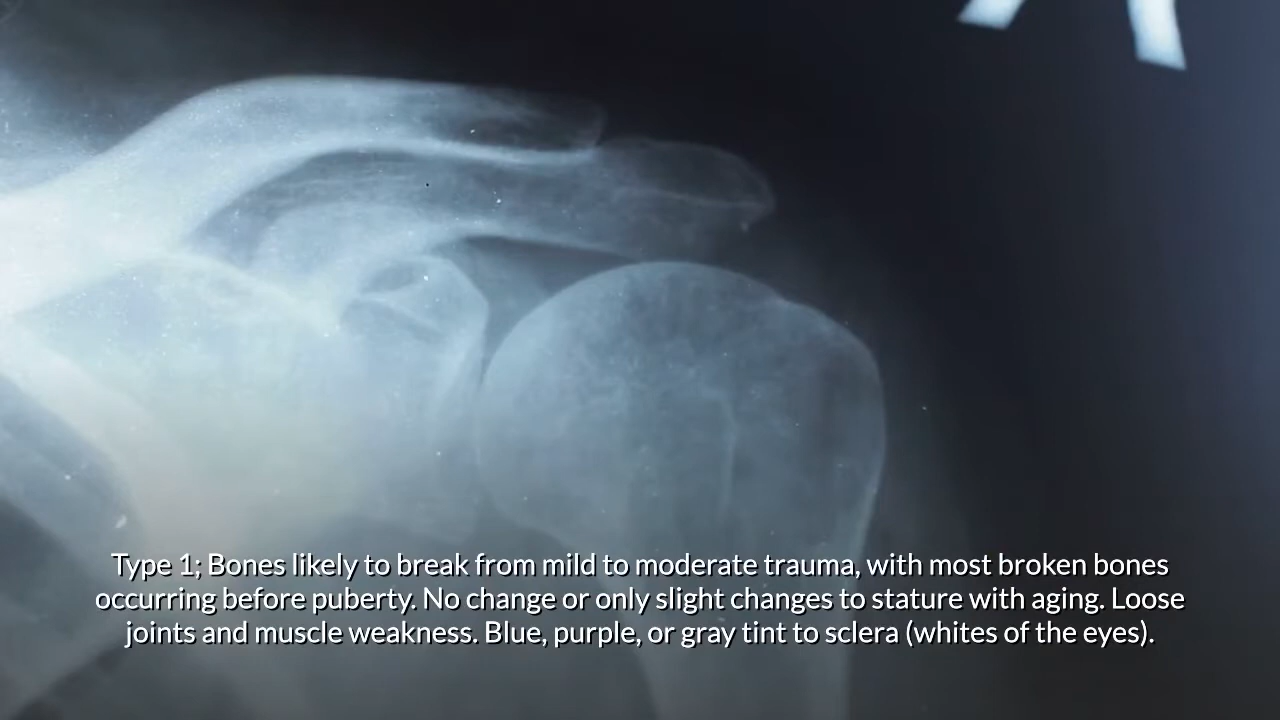 Type 1; Bones likely to break from mild to moderate trauma, with most broken bones
occurring before puberty. No change or only slight changes to stature with aging. Loose
joints and muscle weakness. Blue, purple, or gray tint to sclera (whites of the eyes).